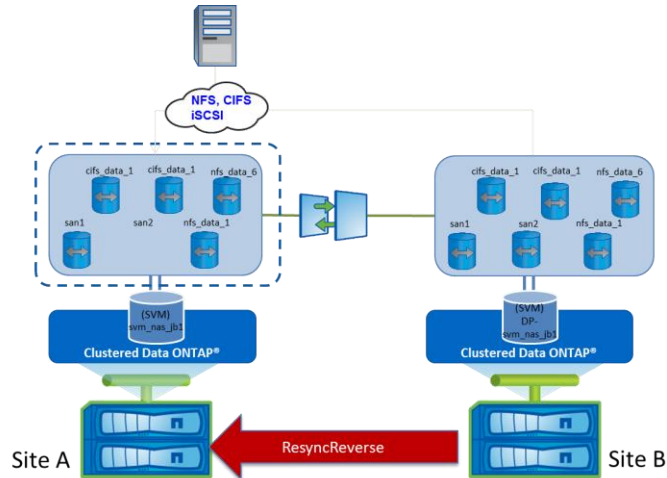 NFS, CIFS
iSCSI
cifs_data_1
cifs_data_1
nfs_data_6
san1
san2
nfs_data_1
cifs_data_1
cifs_data_1
nfs_data_6
san1
san2
nfs_data_1
(SVM)
svm_nas_jb1
(SVM)
DP-
svm_nas_jb1
Clustered Data ONTAP®
Clustered Data ONTAP®
Site A
ResyncReverse
Site B